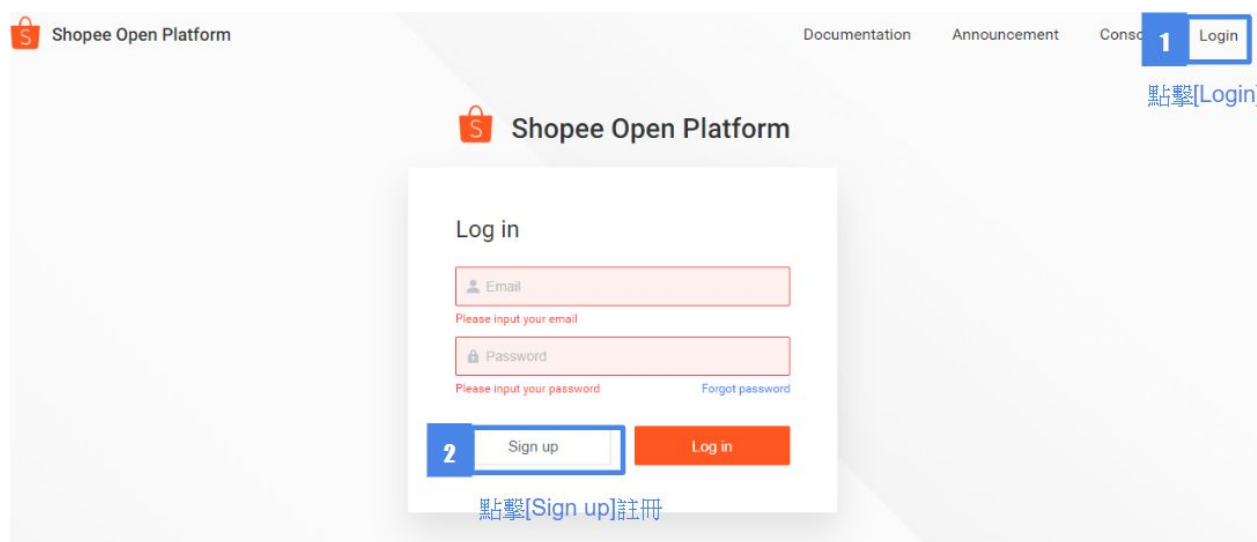 Shopee Open Platform
Documentation Announcement 1 Login
點擊[Login]
Shopee Open Platform
Log in
Email
Please input your email
Password
Please input your password Forgot password
2 Sign up Log in
點擊[Sign up]註冊